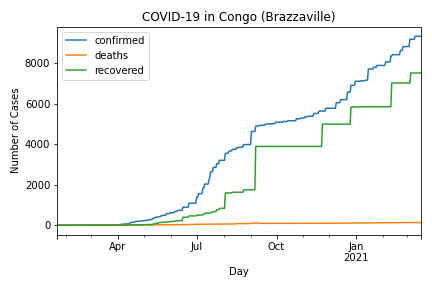 COVID-19 in Congo (Brazzaville)
confirmed
deaths
recovered
Number of Cases
8000
6000
4000
2000
0
Apr
Jul
Oct
Jan
2021
Day